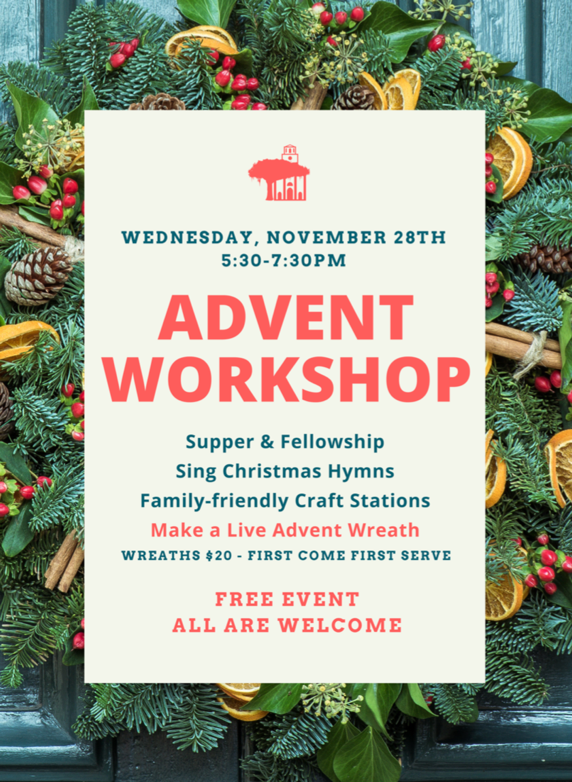 WEDNESDAY, NOVEMBER 28TH
5:30-7:30PM
ADVENT
WORKSHOP
Supper & Fellowship
Sing Christmas Hymns
Family-friendly Craft Stations
Make a Live Advent Wreath
WREATHS $20 - FIRST COME FIRST SERVE
FREE EVENT
ALL ARE WELCOME